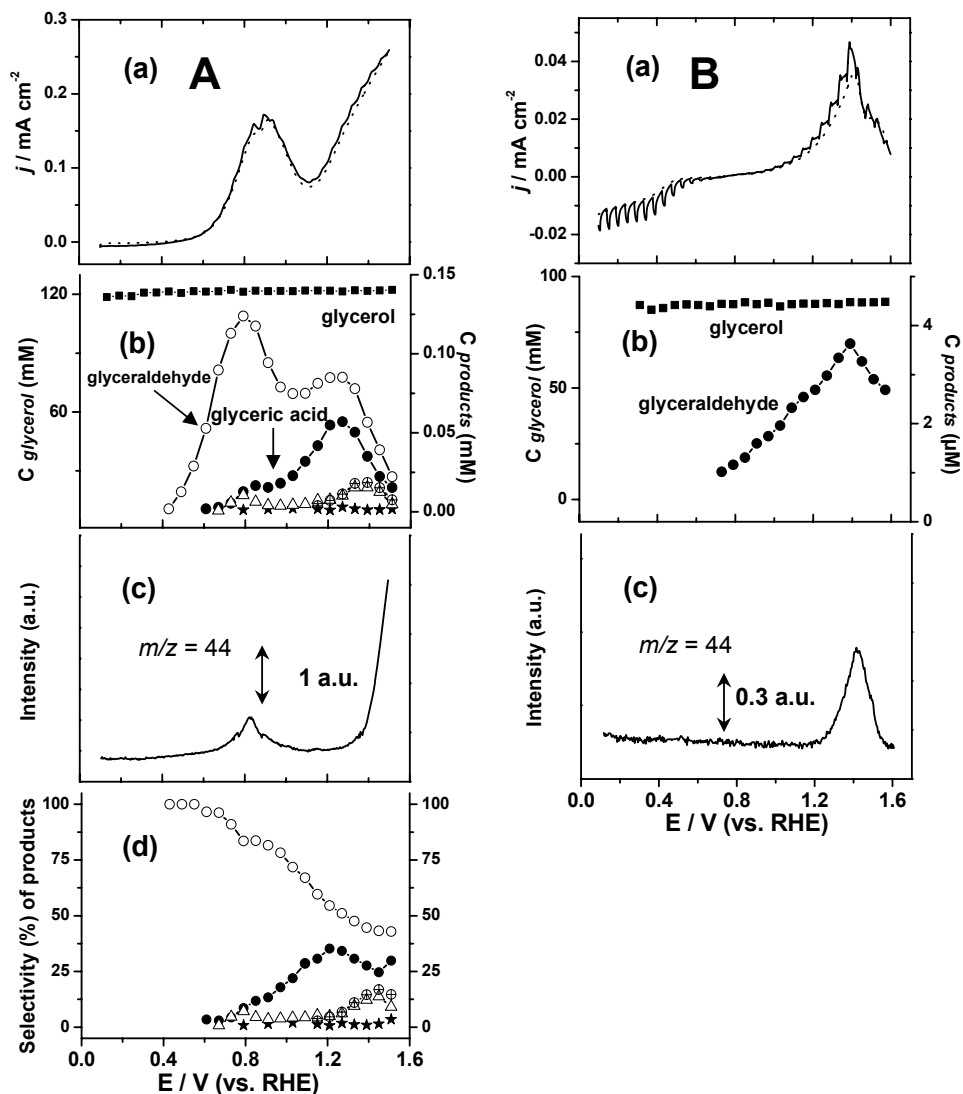 A
(a)
j / mA cm-2
0.3
0.2
0.1
0.0
(b)
C glycerol (mM)
120
60
glycerol
glyceraldehyde
glyceric acid
0.15
0.10
0.05
0.00
C products (mM)
(c)
Intensity (a.u.)
m/z = 44
1 a.u.
(d)
Selectivity (%) of products
100
75
50
25
0
0.0 0.4 0.8 1.2 1.6
E / V (vs. RHE)
B
(a)
j / mA cm-2
0.04
0.02
0.00
-0.02
(b)
C glycerol (mM)
100
50
0
glycerol
glyceraldehyde
4
2
0
C products (µM)
(c)
Intensity (a.u.)
m/z = 44
0.3 a.u.
0.0 0.4 0.8 1.2 1.6
E / V (vs. RHE)